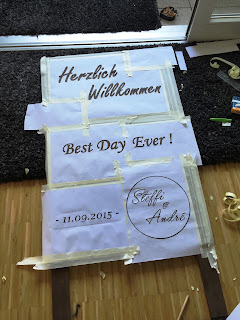 Herzlich
Willkommen
Best Day Ever !
- 11.09.2015 -
Steffi
&
André